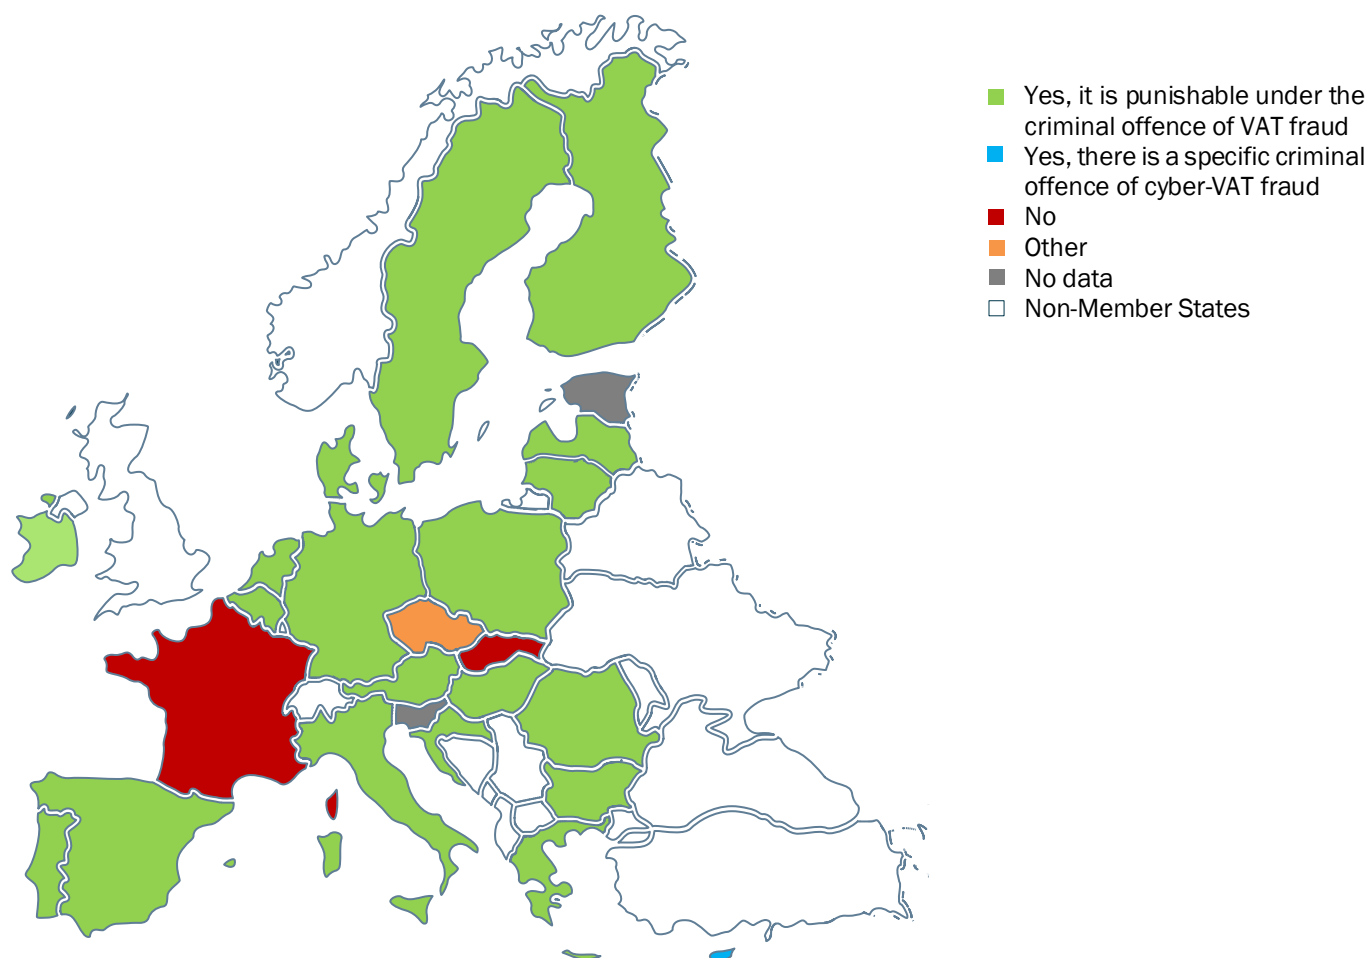 Yes, it is punishable under the
criminal offence of VAT fraud
Yes, there is a specific criminal
offence of cyber-VAT fraud
No
Other
No data
Non-Member States